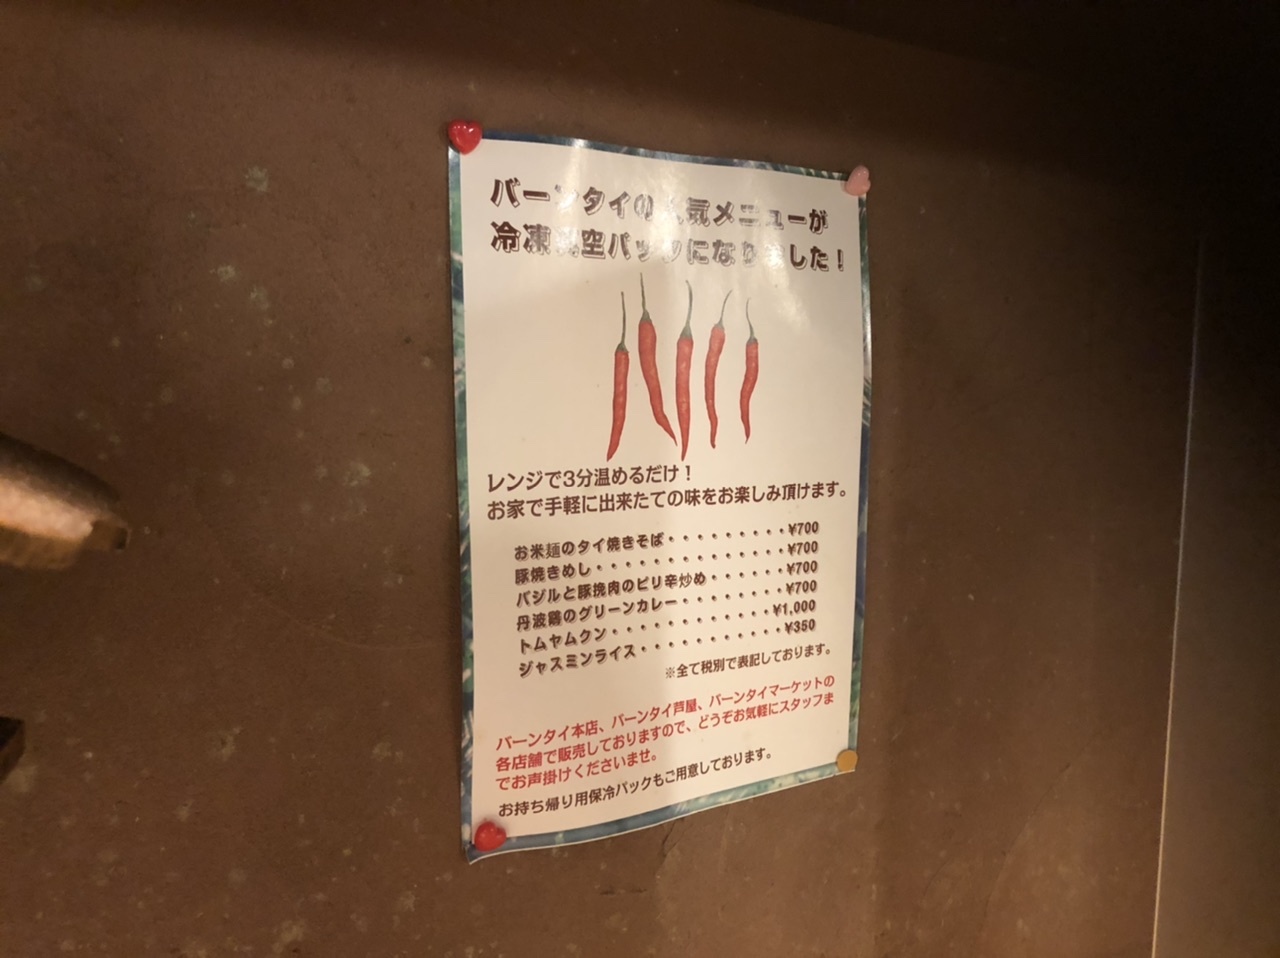 バーンタイの人気メニューが
冷凍真空パックになりました！
レンジで3分温めるだけ！
お家で手軽に出来たての味をお楽しみ頂けます。
お米麺のタイ焼きそば・・・・・・・・・¥700
豚焼きめし・・・・・・・・・・・・・¥700
バジルと豚挽肉のピリ辛炒め・・・・・・¥700
丹波鶏のグリーンカレー・・・・・・・・¥700
トムヤムクン・・・・・・・・・・・・¥1,000
ジャスミンライス・・・・・・・・・・・¥350
※全て税別で表記しております。
バーンタイ本店、バーンタイ芦屋、バーンタイマーケットの
各店舗で販売しておりますので、どうぞお気軽にスタッフま
でお声掛けくださいませ。
お持ち帰り用保冷パックもご用意しております。